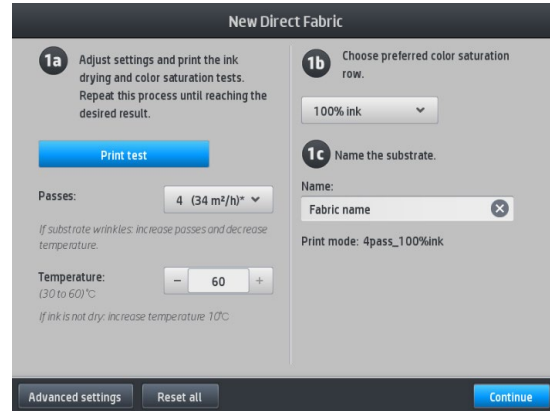 New Direct Fabric
1a
Adjust settings and print the ink
drying and color saturation tests.
Repeat this process until reaching the
desired result.
Print test
Passes:
4 (34 m²/h)*
If substrate wrinkles: increase passes and decrease
temperature.
Temperature:
(30 to 60)°C
− 60 +
If ink is not dry: increase temperature 10°C
1b
Choose preferred color saturation
row.
100% ink
1c
Name the substrate.
Name:
Fabric name
Print mode: 4pass_100%ink
Advanced settings
Reset all
Continue